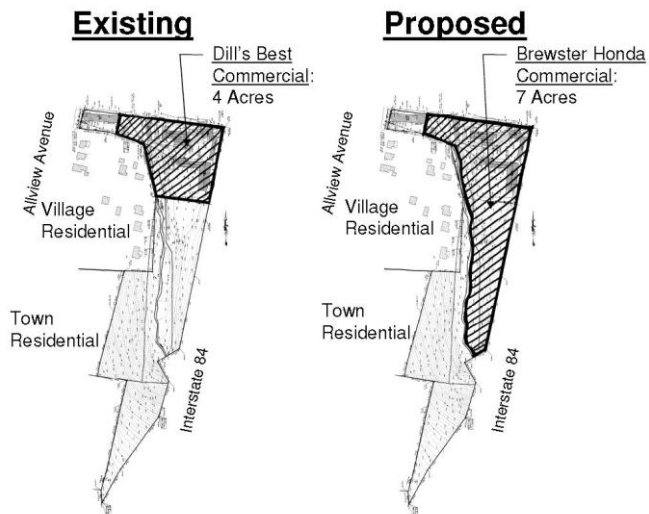 Existing
Dill's Best
Commercial:
4 Acres
Allview Avenue
Village
Residential
Town
Residential
Interstate 84
Proposed
Brewster Honda
Commercial:
7 Acres
Allview Avenue
Village
Residential
Town
Residential
Interstate 84